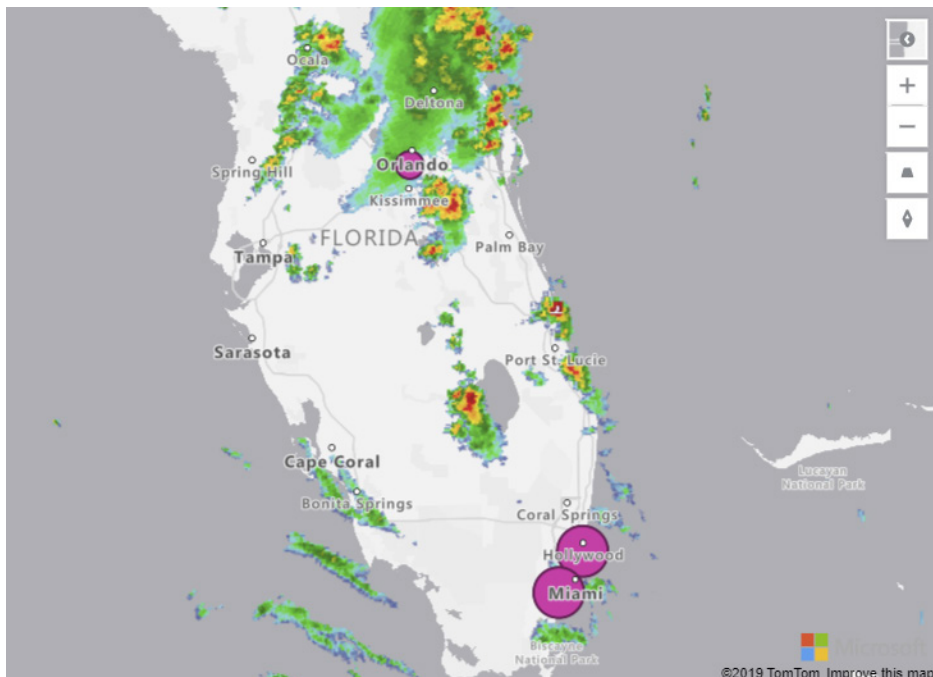 Ocala
Deltona
Orlando
Spring Hill
Kissimmee
FLORIDA
Palm Bay
Tampa
Sarasota
Port St. Lucie
Cape Coral
Lucayan
National Park
Bonita Springs
Coral Springs
Hollywood
Miami
Biscayne
National Park
Microsoft
©2019 TomTom Improve this map